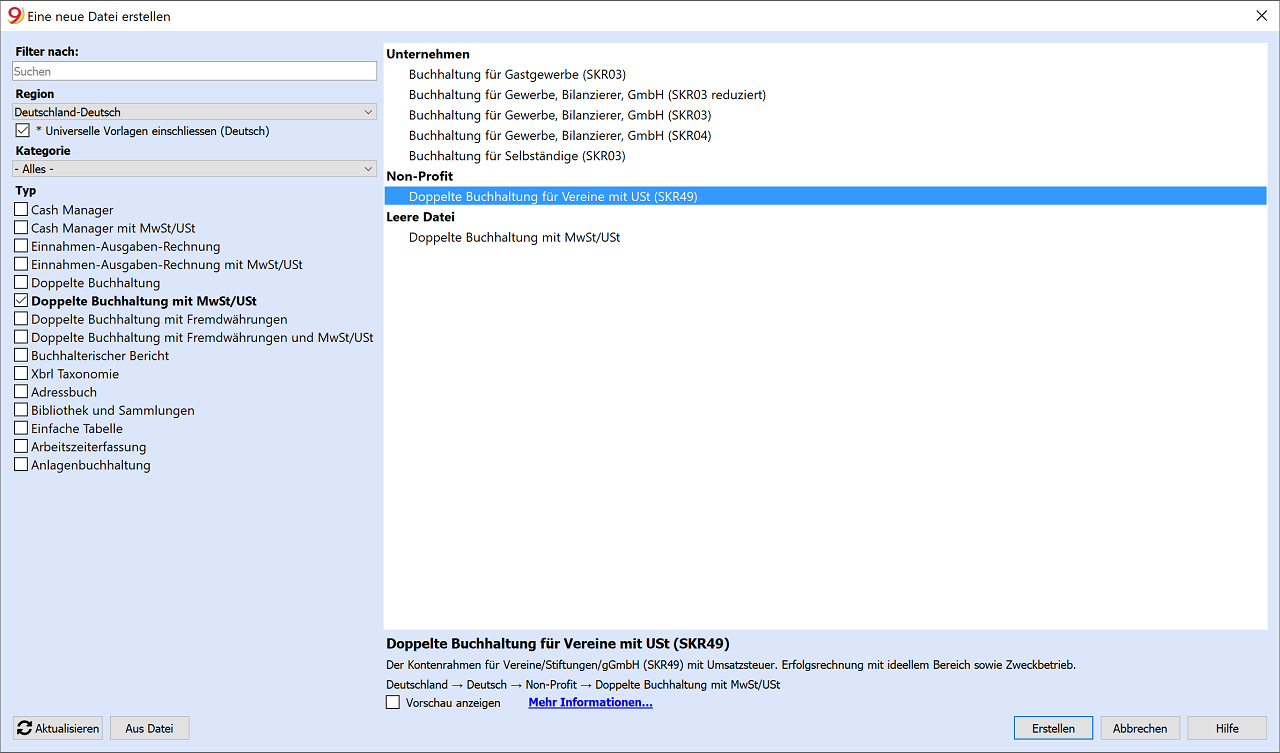 Eine neue Datei erstellen
Filter nach:
Suchen
Region
Deutschland-Deutsch
* Universelle Vorlagen einschliessen (Deutsch)
Kategorie
- Alles -
Typ
Cash Manager
Cash Manager mit MwSt/USt
Einnahmen-Ausgaben-Rechnung
Einnahmen-Ausgaben-Rechnung mit MwSt/USt
Doppelte Buchhaltung
Doppelte Buchhaltung mit MwSt/USt
Doppelte Buchhaltung mit Fremdwährungen
Doppelte Buchhaltung mit Fremdwährungen und MwSt/USt
Buchhalterischer Bericht
Xbrl Taxonomie
Adressbuch
Bibliothek und Sammlungen
Einfache Tabelle
Arbeitszeiterfassung
Anlagenbuchhaltung
Unternehmen
Buchhaltung für Gastgewerbe (SKR03)
Buchhaltung für Gewerbe, Bilanzierer, GmbH (SKR03 reduziert)
Buchhaltung für Gewerbe, Bilanzierer, GmbH (SKR03)
Buchhaltung für Gewerbe, Bilanzierer, GmbH (SKR04)
Buchhaltung für Selbständige (SKR03)
Non-Profit
Doppelte Buchhaltung für Vereine mit USt (SKR49)
Leere Datei
Doppelte Buchhaltung mit MwSt/USt
Doppelte Buchhaltung für Vereine mit USt (SKR49)
Der Kontenrahmen für Vereine/Stiftungen/gGmbH (SKR49) mit Umsatzsteuer. Erfolgsrechnung mit ideellem Bereich sowie Zweckbetrieb.
Deutschland → Deutsch → Non-Profit → Doppelte Buchhaltung mit MwSt/USt
Vorschau anzeigen Mehr Informationen...
Aktualisieren Aus Datei Erstellen Abbrechen Hilfe